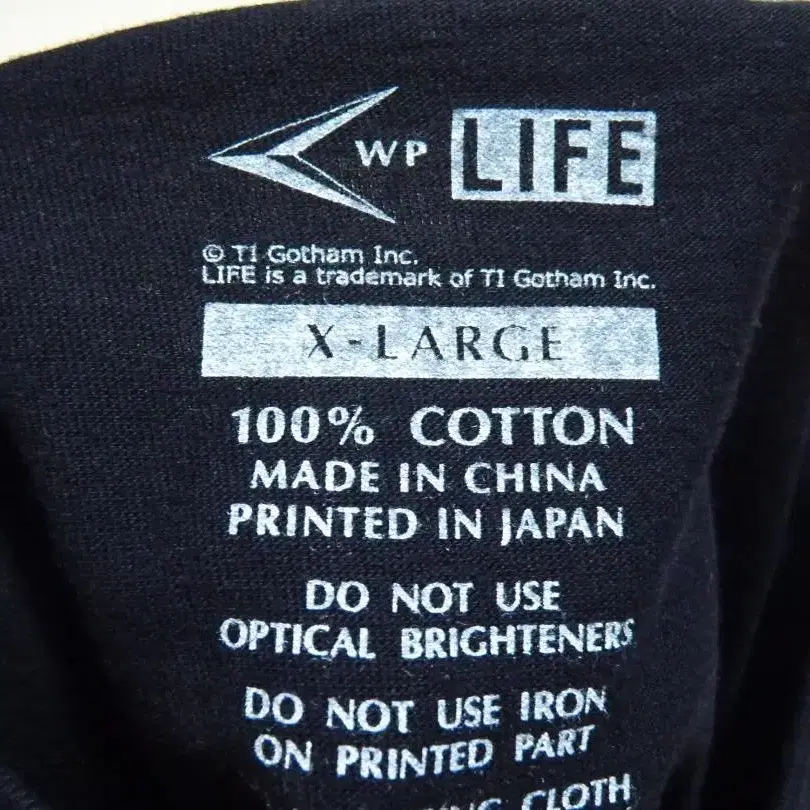 WP LIFE
© TI Gotham Inc.
LIFE is a trademark of TI Gotham Inc.
X-LARGE
100% COTTON
MADE IN CHINA
PRINTED IN JAPAN
DO NOT USE
OPTICAL BRIGHTENERS
DO NOT USE IRON
ON PRINTED PART
CLOTH